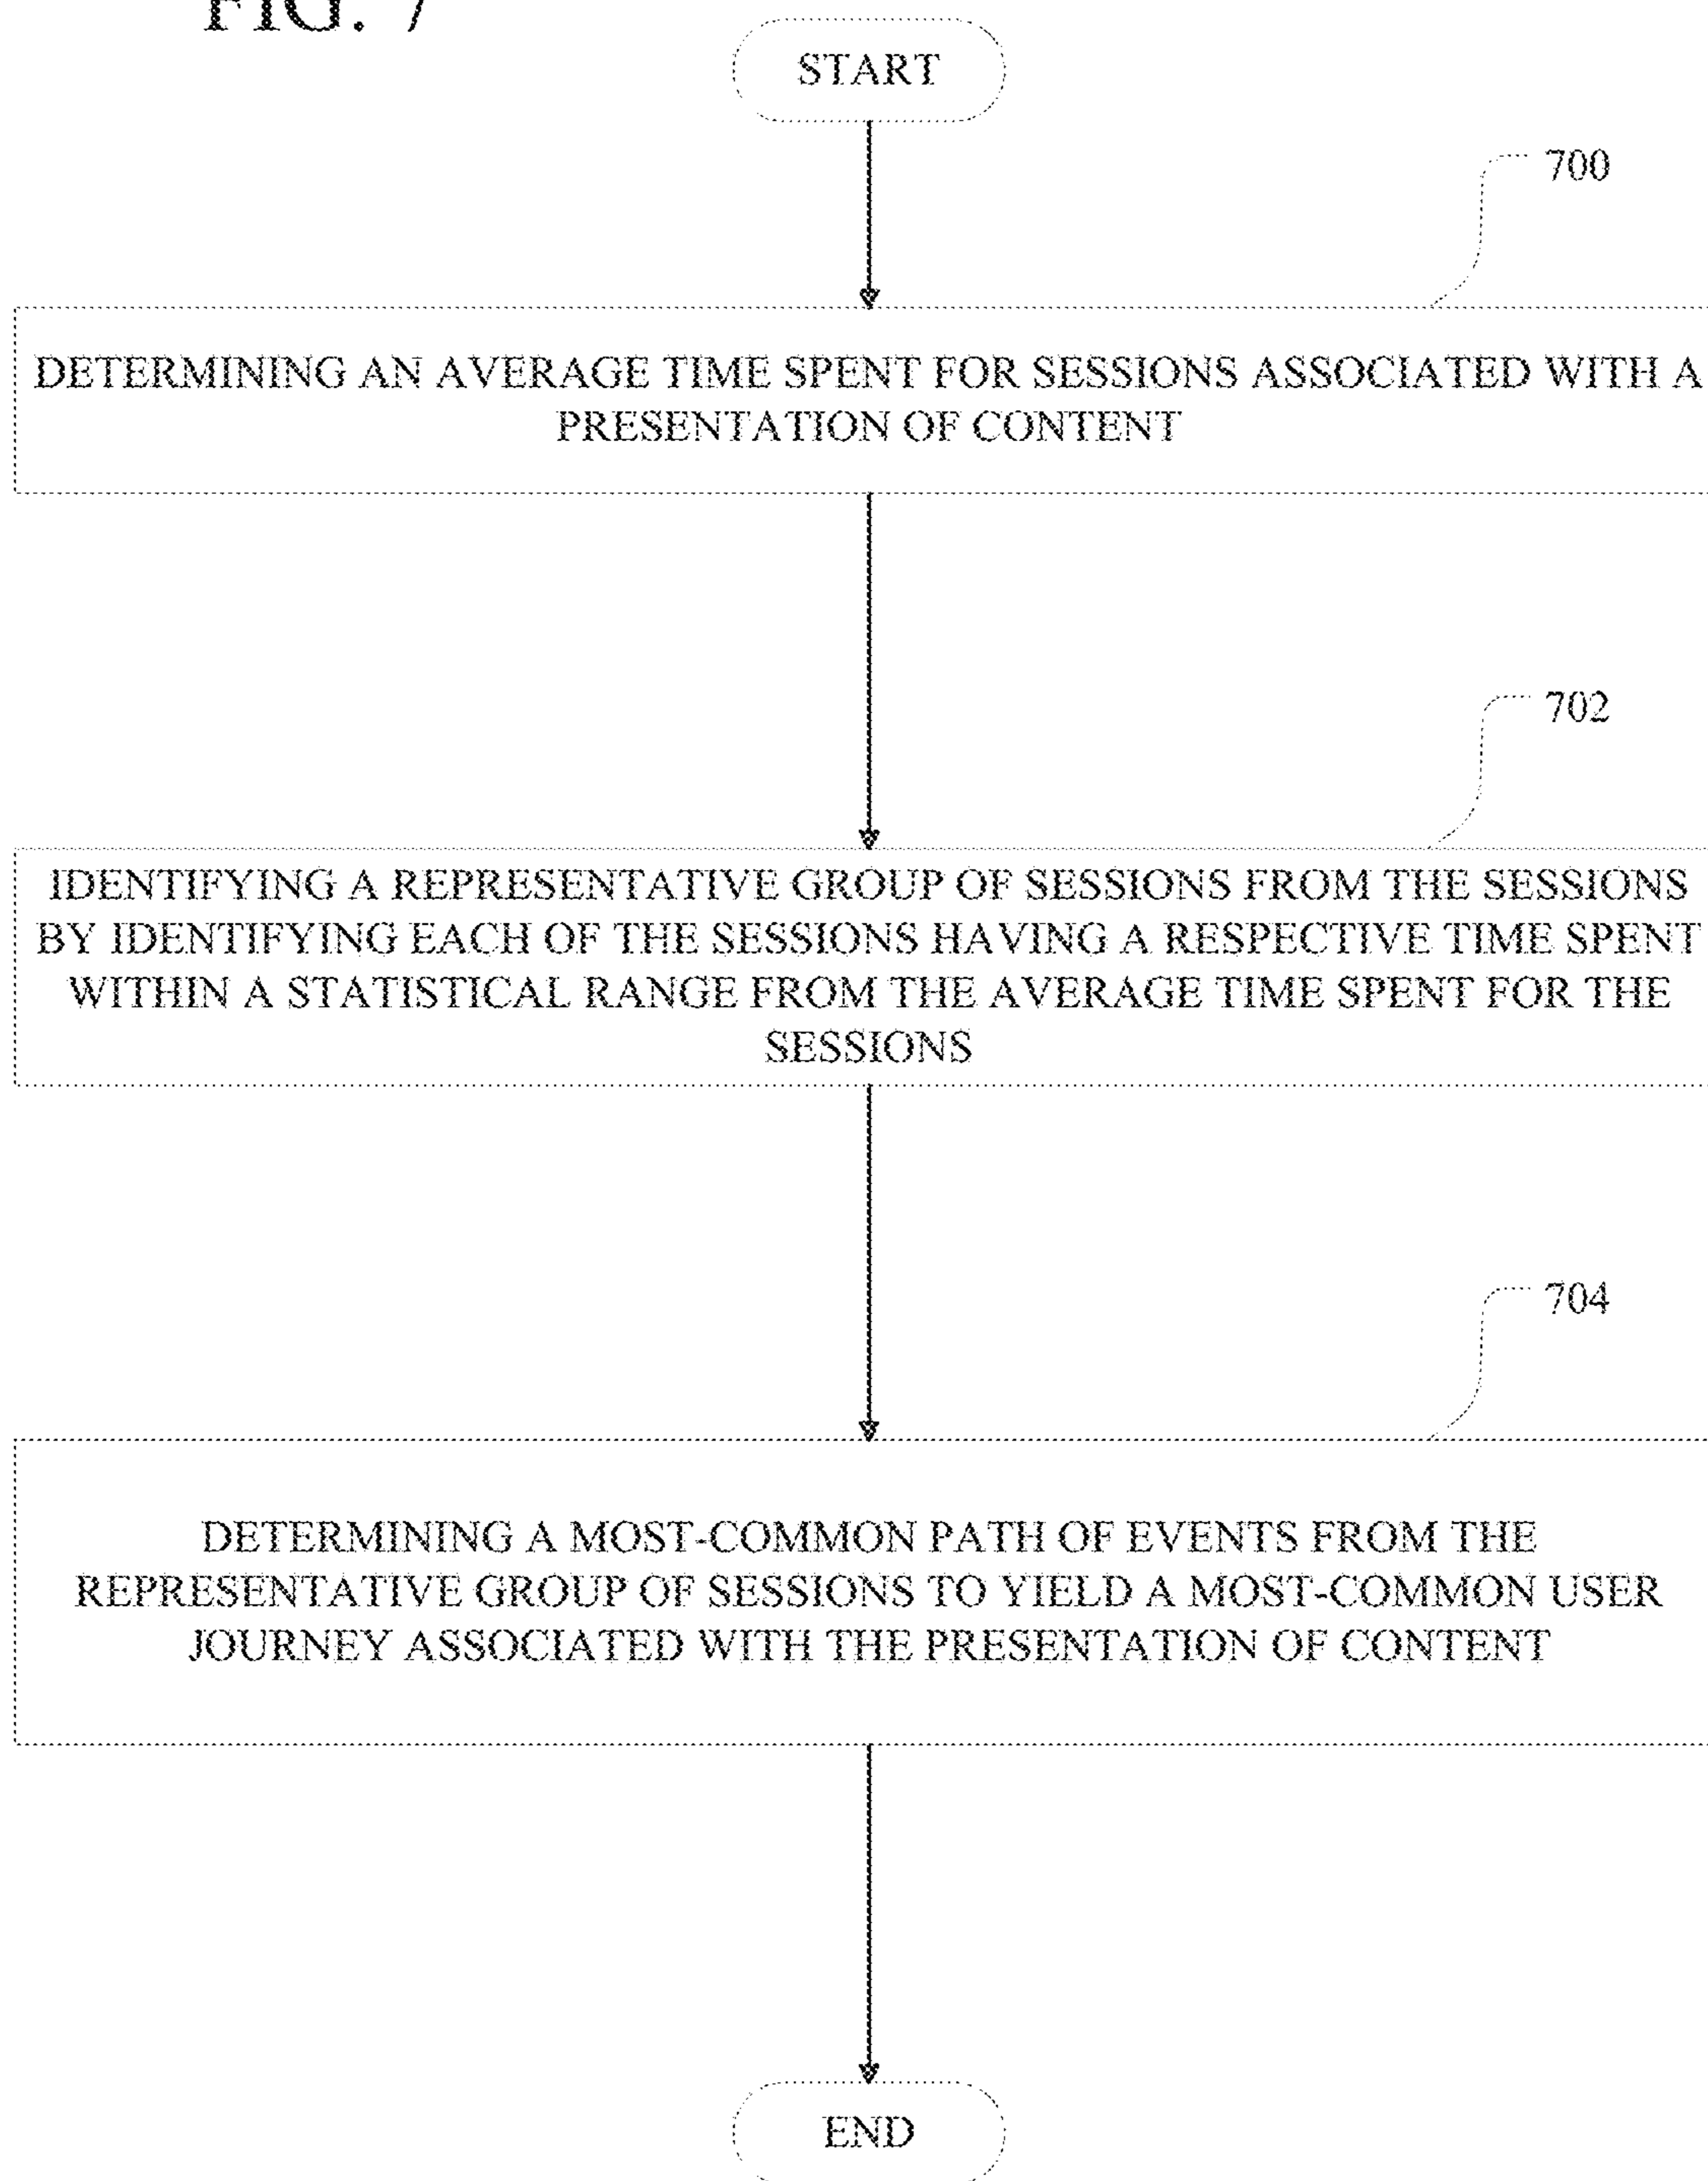 FIG. 7
START
700
DETERMINING AN AVERAGE TIME SPENT FOR SESSIONS ASSOCIATED WITH A
PRESENTATION OF CONTENT
702
IDENTIFYING A REPRESENTATIVE GROUP OF SESSIONS FROM THE SESSIONS
BY IDENTIFYING EACH OF THE SESSIONS HAVING A RESPECTIVE TIME SPENT
WITHIN A STATISTICAL RANGE FROM THE AVERAGE TIME SPENT FOR THE
SESSIONS
704
DETERMINING A MOST-COMMON PATH OF EVENTS FROM THE
REPRESENTATIVE GROUP OF SESSIONS TO YIELD A MOST-COMMON USER
JOURNEY ASSOCIATED WITH THE PRESENTATION OF CONTENT
END